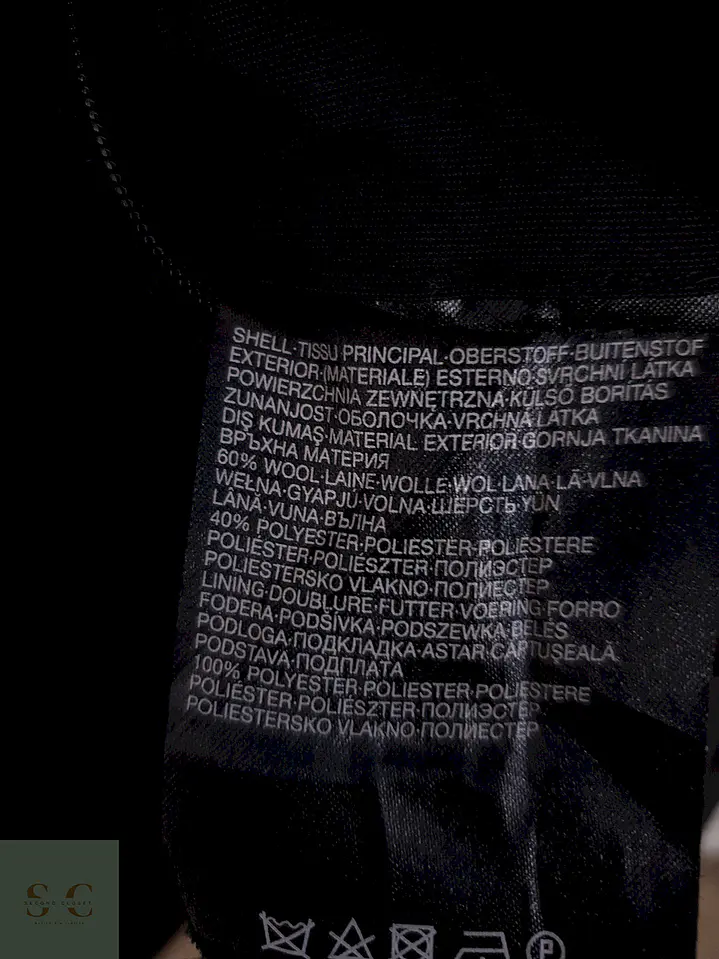 SHELL·TISSU PRINCIPAL·OBERSTOFF·BUITENSTOF
EXTERIOR·(MATERIALE) ESTERNO·SVRCHNÍ LÁTKA
POWIERZCHNIA ZEWNĘTRZNA·KÜLSŐ BORÍTÁS
ZUNANJOST·ОБОЛОЧКА·VRCHNÁ LÁTKA
DIŞ KUMAŞ·MATERIAL EXTERIOR·GORNJA TKANINA
ВРЪХНА МАТЕРИЯ
60% WOOL·LAINE·WOLLE·WOL·LANA·LÃ·VLNA
WEŁNA·GYAPJÚ·VOLNA·ШЕРСТЬ·YÜN
LÂNĂ·VUNA·ВЪЛНА
40% POLYESTER·POLIESTER·POLIESTERE
POLIÉSTER·POLIÉSZTER·ПОЛИЭСТЕР
POLIESTERSKO VLAKNO·ПОЛИЕСТЕР
LINING·DOUBLURE·FUTTER·VOERING·FORRO
FODERA·PODŠÍVKA·PODSZEWKA·BÉLÉS
PODLOGA·ПОДКЛАДКА·ASTAR·CĂPTUŞEALĂ
PODSTAVA·ПОДПЛАТА
100% POLYESTER·POLIESTER·POLIESTERE
POLIÉSTER·POLIÉSZTER·ПОЛИЭСТЕР
POLIESTERSKO VLAKNO·ПОЛИЕСТЕР
P
S C
SECOND CLOSET